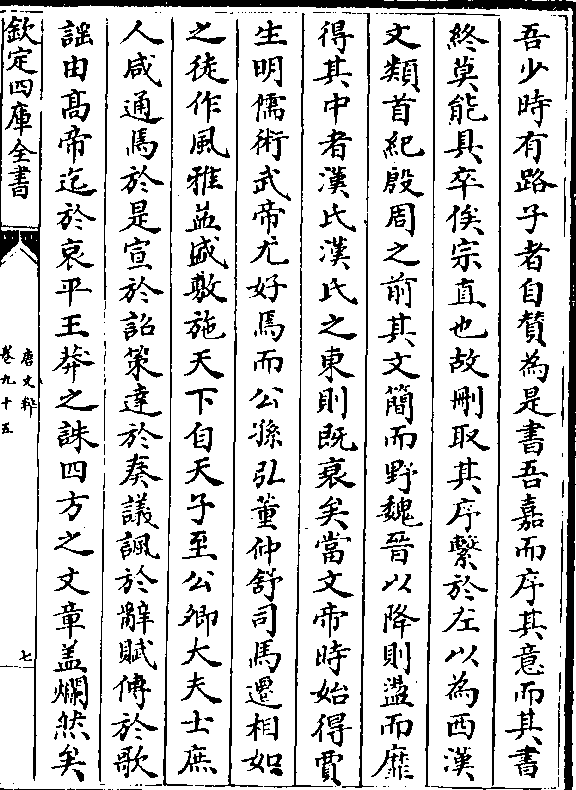 吾少時有路子者自贊為是書吾嘉而序其意而其書
終莫能具卒俟宗直也故刪取其序繫於左以為西漢
文類首紀殷周之前其文簡而野魏晉以降則盪而靡
得其中者漢氏漢氏之東則既衰矣當文帝時始得賈
生明儒術武帝尤好焉而公孫弘董仲舒司馬遷相如
之徒作風雅益盛敷施天下自天子至公卿大夫士庶
人咸通焉於是宣於詔策達於奏議諷於辭賦傳於歌
謡由髙帝迄於哀平王莽之誅四方之文章盖爛然矣
欽定四庫全書
唐文粹
卷九十五
七